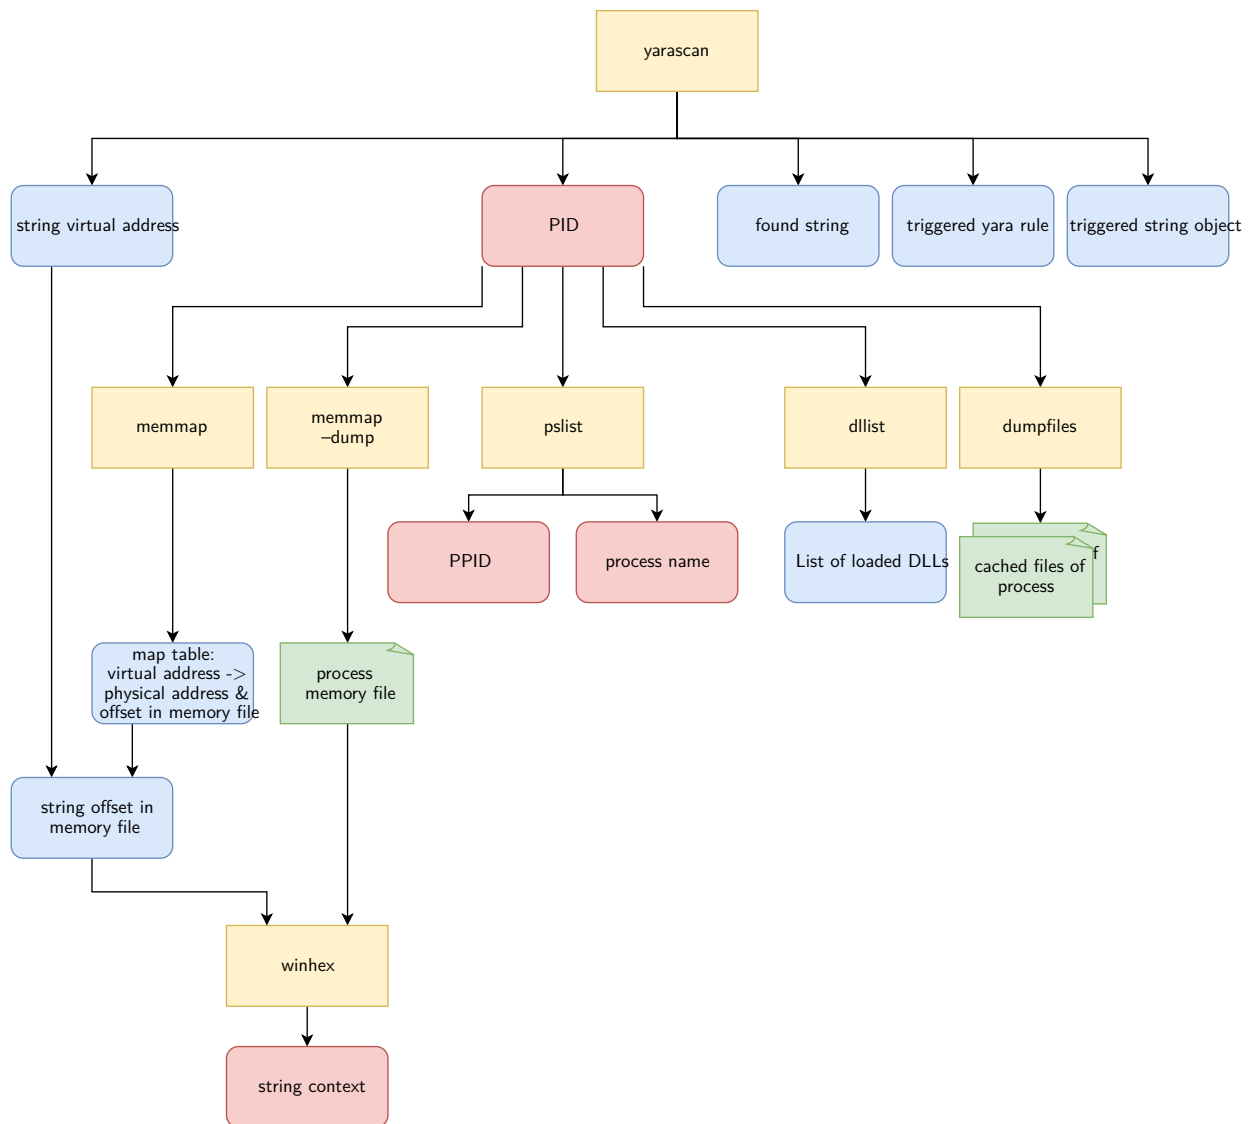 yarascan
string virtual address
PID
found string
triggered yara rule
triggered string object
memmap
memmap
–dump
pslist
dllist
dumpfiles
PPID
process name
List of loaded DLLs
f
cached files of
process
map table:
virtual address ->
physical address &
offset in memory file
process
memory file
string offset in
memory file
winhex
string context